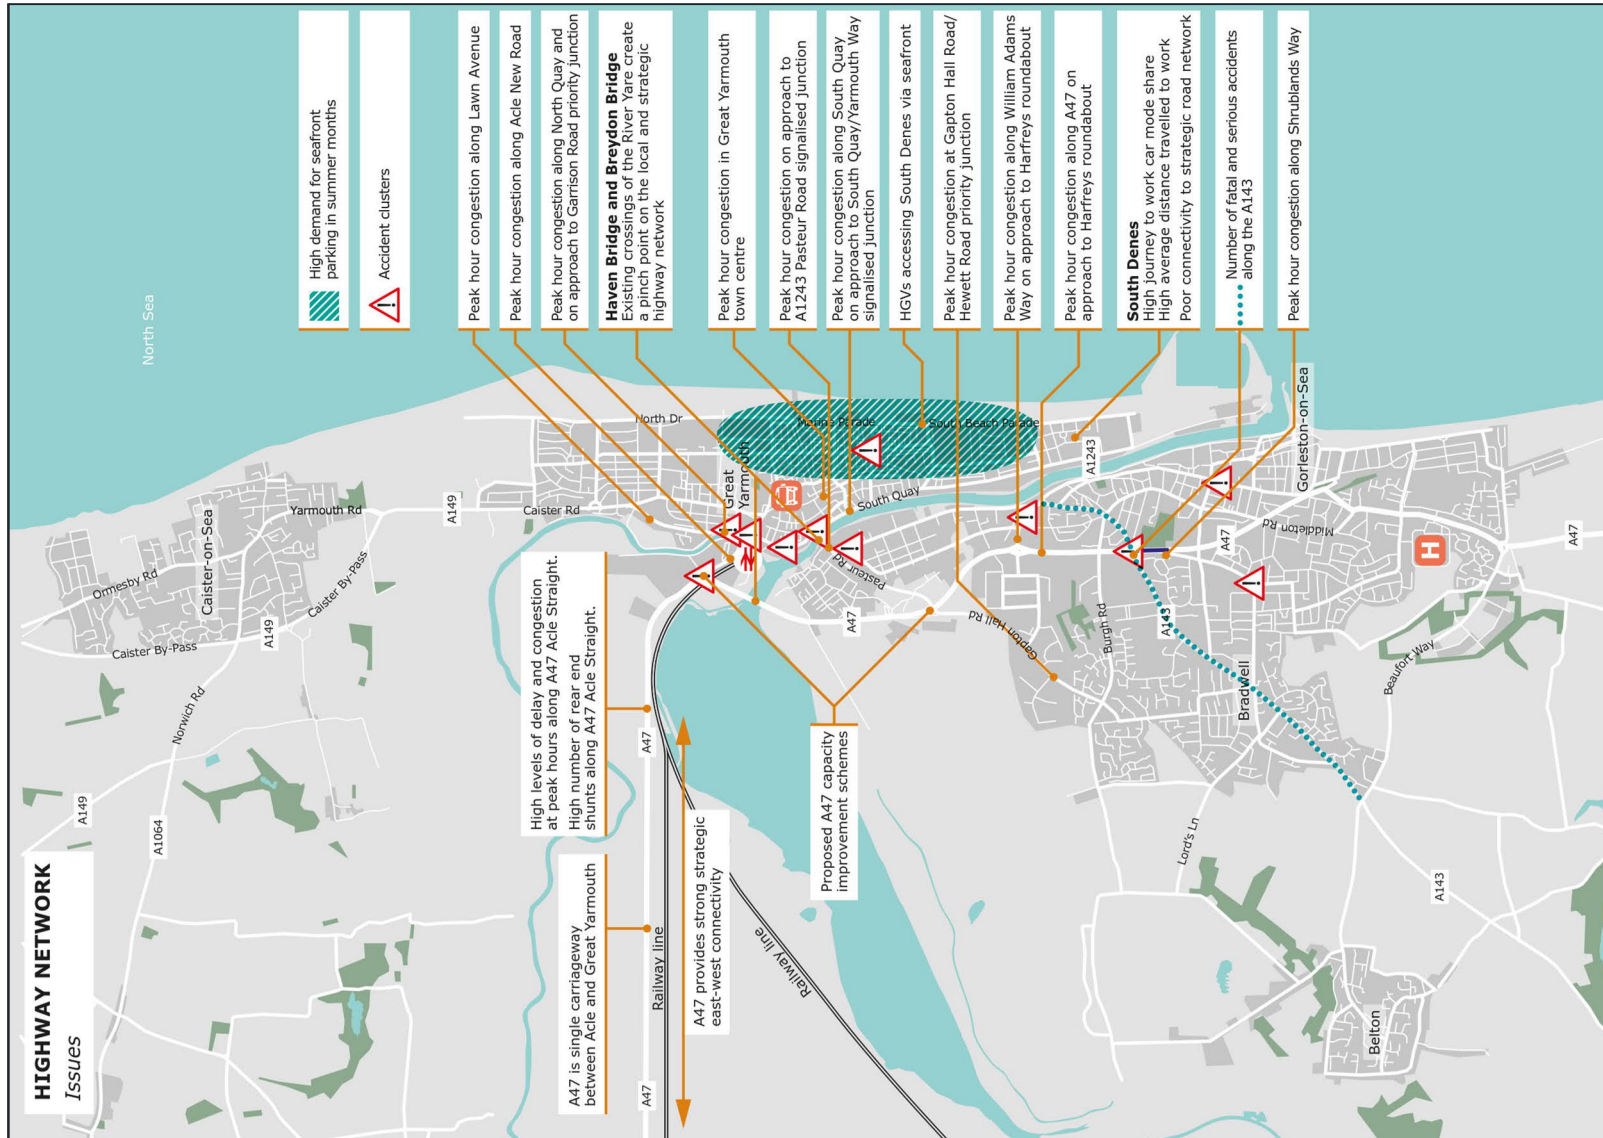 HIGHWAY NETWORK
Issues
High demand for seafront
parking in summer months
Accident clusters
Peak hour congestion along Lawn Avenue
Peak hour congestion along Acle New Road
Peak hour congestion along North Quay and
on approach to Garrison Road priority junction
Haven Bridge and Breydon Bridge
Existing crossings of the River Yare create
a pinch point on the local and strategic
highway network
Peak hour congestion in Great Yarmouth
town centre
Peak hour congestion on approach to
A1243 Pasteur Road signalised junction
Peak hour congestion along South Quay
on approach to South Quay/Yarmouth Way
signalised junction
HGVs accessing South Denes via seafront
Peak hour congestion at Gapton Hall Road/
Hewett Road priority junction
Peak hour congestion along William Adams
Way on approach to Harfreys roundabout
Peak hour congestion along A47 on
approach to Harfreys roundabout
South Denes
High journey to work car mode share
High average distance travelled to work
Poor connectivity to strategic road network
Number of fatal and serious accidents
along the A143
Peak hour congestion along Shrublands Way
High levels of delay and congestion
at peak hours along A47 Acle Straight.
High number of rear end
shunts along A47 Acle Straight.
A47 is single carriageway
between Acle and Great Yarmouth
A47 provides strong strategic
east-west connectivity
Proposed A47 capacity
improvement schemes
North Sea
Ormesby Rd
Caister-on-Sea
Yarmouth Rd
Caister By-Pass
Caister By-Pass
A149
A149
A149
A1064
Norwich Rd
Caister Rd
North Dr
Great
Yarmouth
Marine Parade
South Beach Parade
South Quay
Pasteur Rd
A47
A47
A47
Railway line
Railway line
Gapton Hall Rd
Burgh Rd
A1243
A143
A47
Middleton Rd
Gorleston-on-Sea
H
A47
Bradwell
Beaufort Way
Lord's Ln
A143
Belton